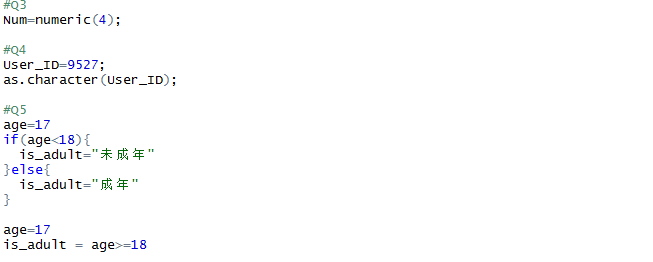 #Q3
Num=numeric(4);
#Q4
User_ID=9527;
as.character(User_ID);
#Q5
age=17
if(age<18){
  is_adult="未成年"
}else{
  is_adult="成年"
}
age=17
is_adult = age>=18